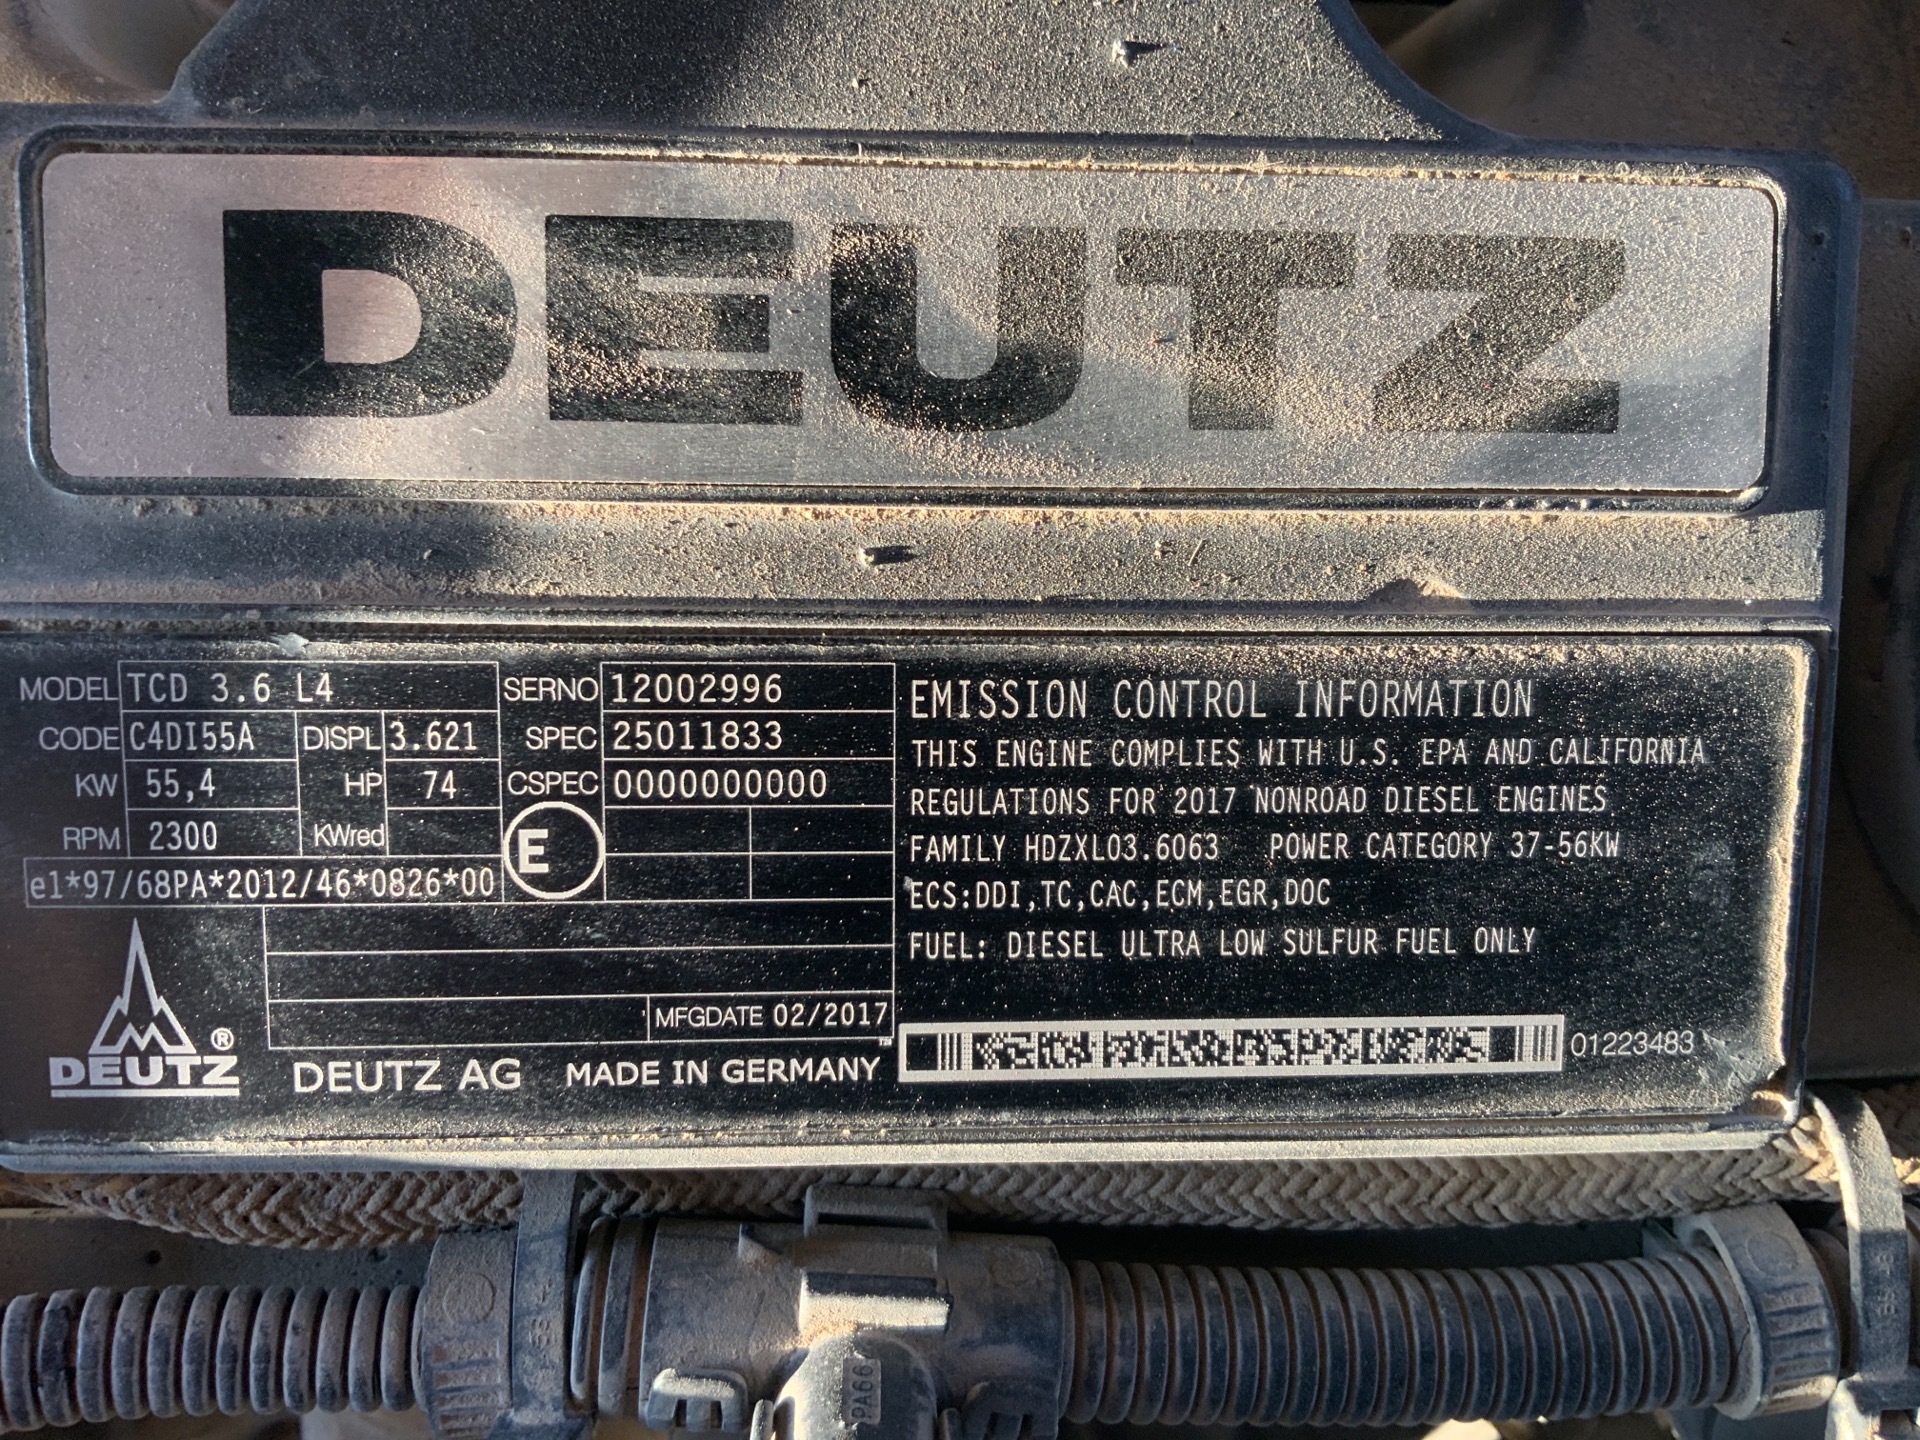 DEUTZ
MODEL TCD 3.6 L4 SERNO 12002996
CODE C4DI55A DISPL 3.621 SPEC 25011833
KW 55,4 HP 74 CSPEC 0000000000
RPM 2300 KWred E
e1*97/68PA*2012/46*0826*00
MFGDATE 02/2017
DEUTZ ® DEUTZ AG MADE IN GERMANY
EMISSION CONTROL INFORMATION
THIS ENGINE COMPLIES WITH U.S. EPA AND CALIFORNIA
REGULATIONS FOR 2017 NONROAD DIESEL ENGINES
FAMILY HDZXL03.6063 POWER CATEGORY 37-56KW
ECS:DDI,TC,CAC,ECM,EGR,DOC
FUEL: DIESEL ULTRA LOW SULFUR FUEL ONLY
01223483
PA66